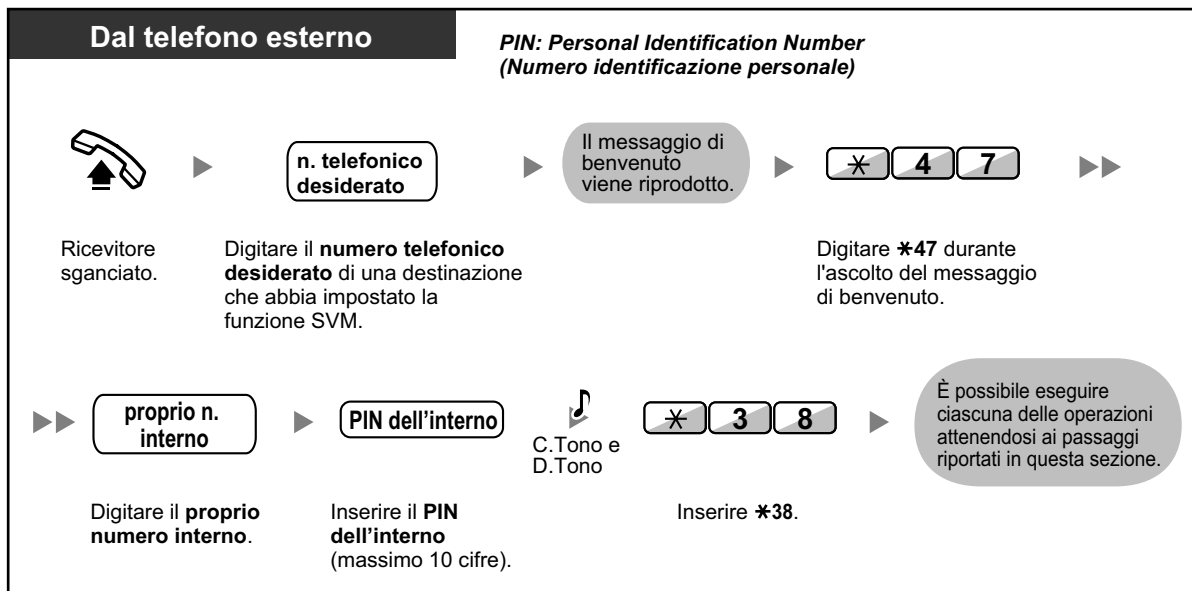 Dal telefono esterno
PIN: Personal Identification Number
(Numero identificazione personale)
n. telefonico
desiderato
Il messaggio di
benvenuto
viene riprodotto.
* 4 7
Ricevitore
sganciato.
Digitare il numero telefonico
desiderato di una destinazione
che abbia impostato la
funzione SVM.
Digitare *47 durante
l'ascolto del messaggio
di benvenuto.
proprio n.
interno
PIN dell’interno
C.Tono e
D.Tono
* 3 8
È possibile eseguire
ciascuna delle operazioni
attenendosi ai passaggi
riportati in questa sezione.
Digitare il proprio
numero interno.
Inserire il PIN
dell’interno
(massimo 10 cifre).
Inserire *38.